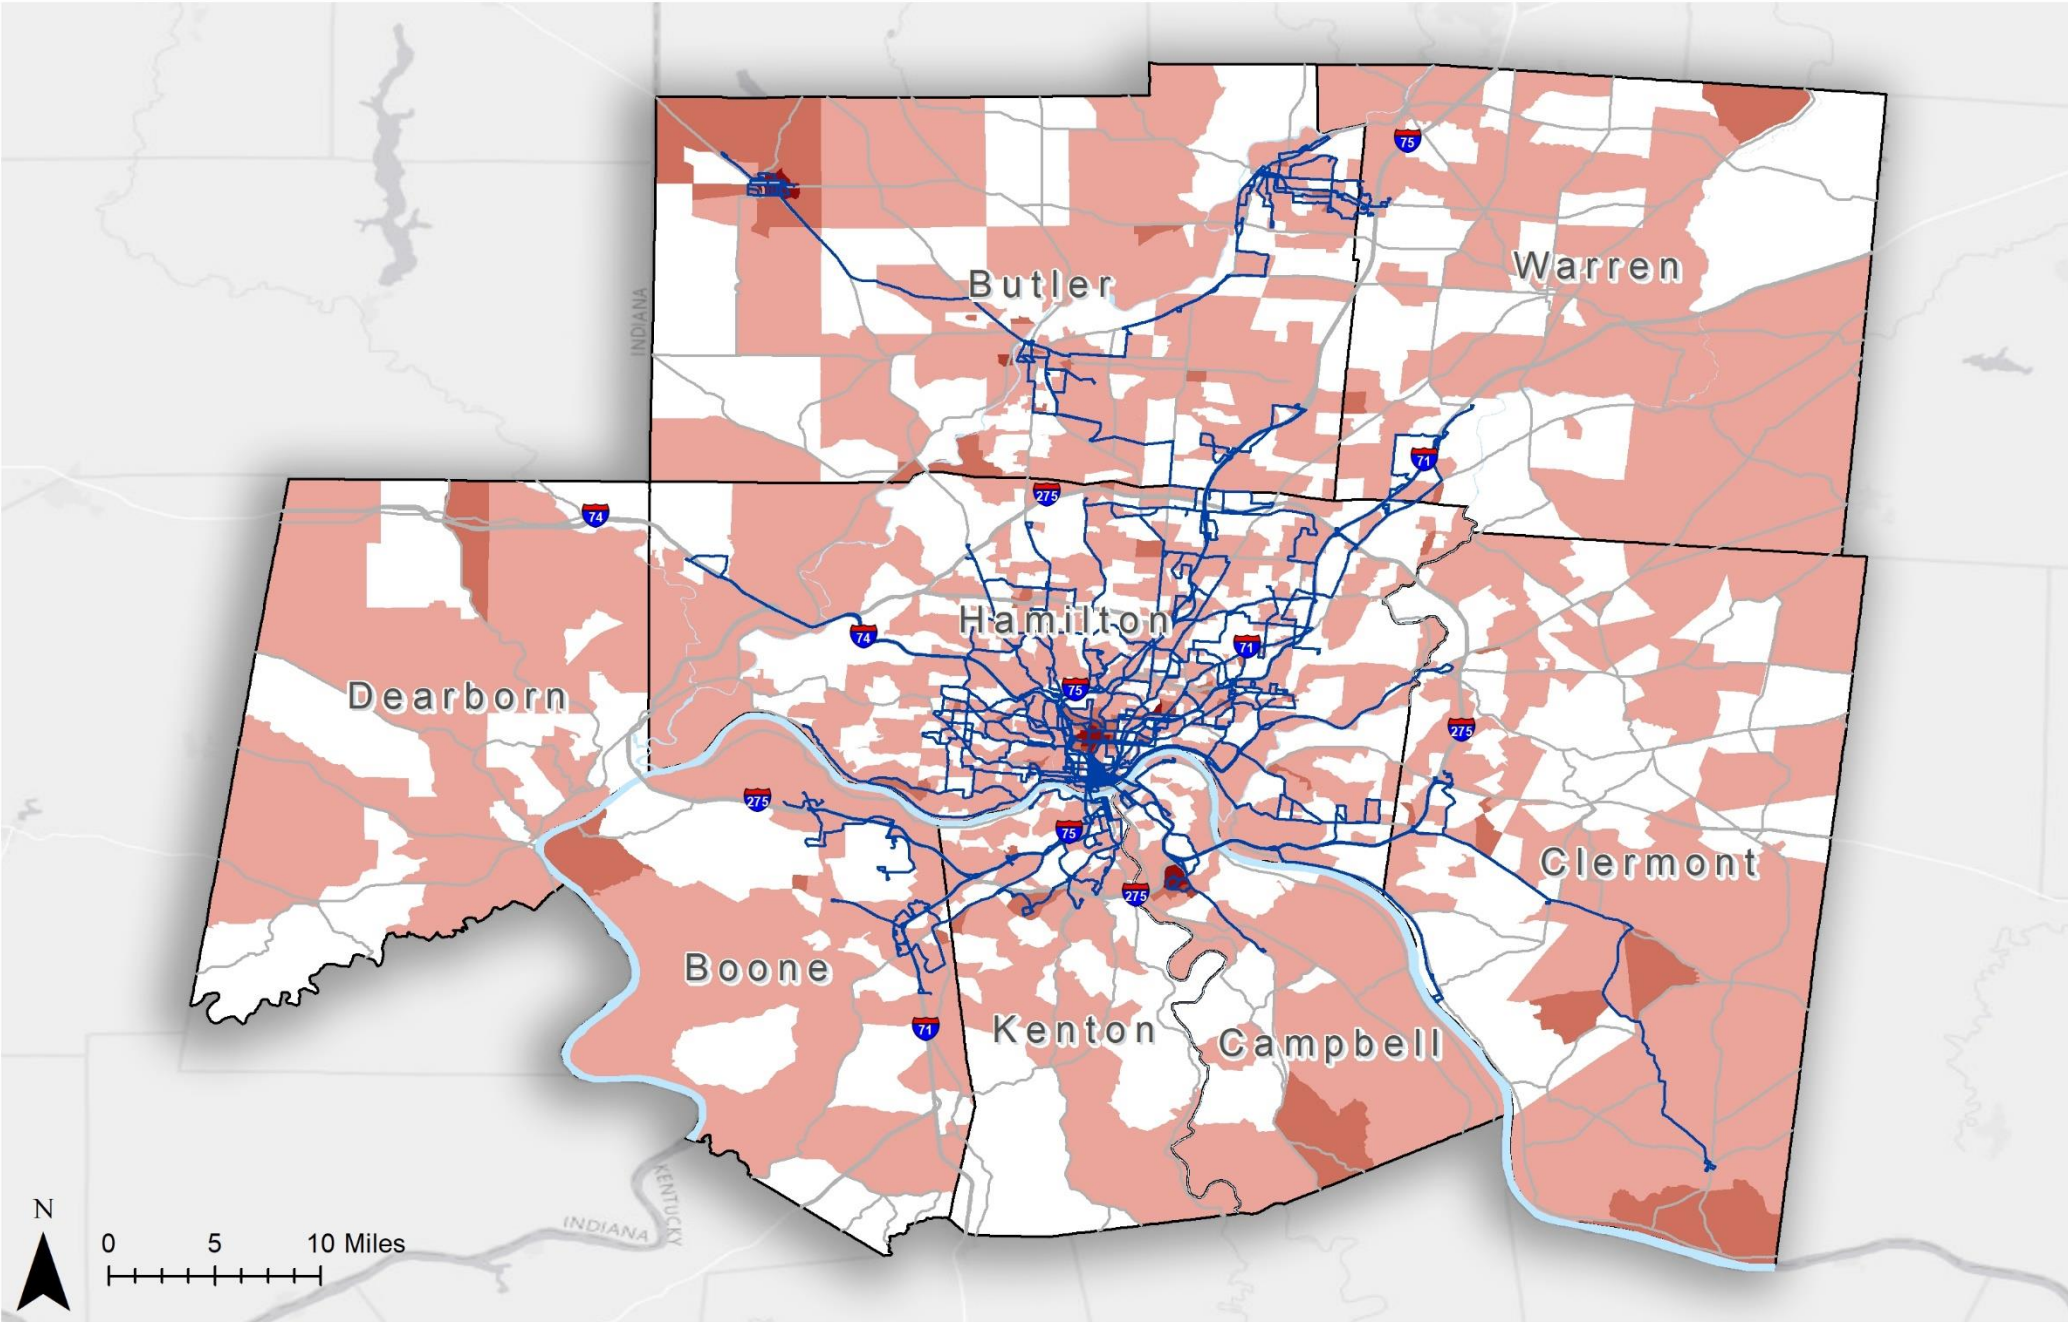 75
Warren
Butler
INDIANA
71
275
74
Hamilton
74
71
75
Dearborn
275
275
75
Clermont
275
Boone
71
Kenton
Campbell
KENTUCKY
INDIANA
N
0 5 10 Miles